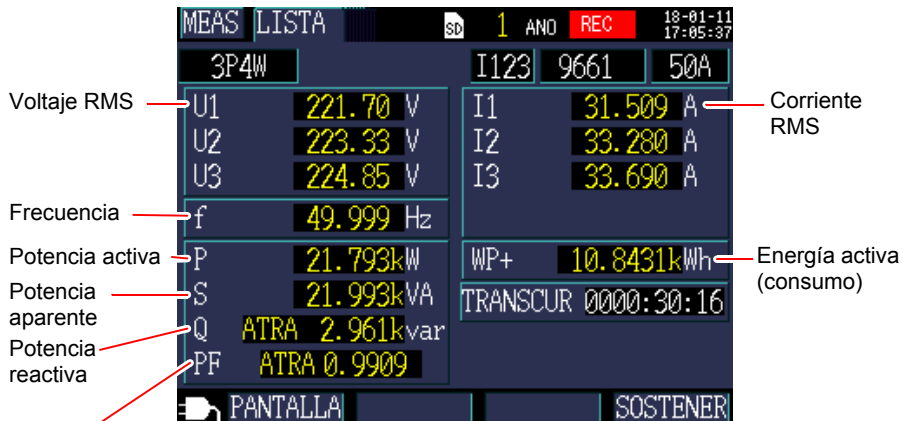 MEAS LISTA SD 1 ANO REC 18-01-11
17:05:37
3P4W I123 9661 50A
Voltaje RMS
U1 221.70 V
U2 223.33 V
U3 224.85 V
I1 31.509 A
I2 33.280 A
I3 33.690 A
Corriente
RMS
Frecuencia
f 49.999 Hz
Potencia activa
P 21.793kW
Potencia
aparente
S 21.993kVA
Potencia
reactiva
Q ATRA 2.961kvar
PF ATRA 0.9909
WP+ 10.8431kWh
Energía activa
(consumo)
TRANSCUR 0000:30:16
PANTALLA SOSTENER